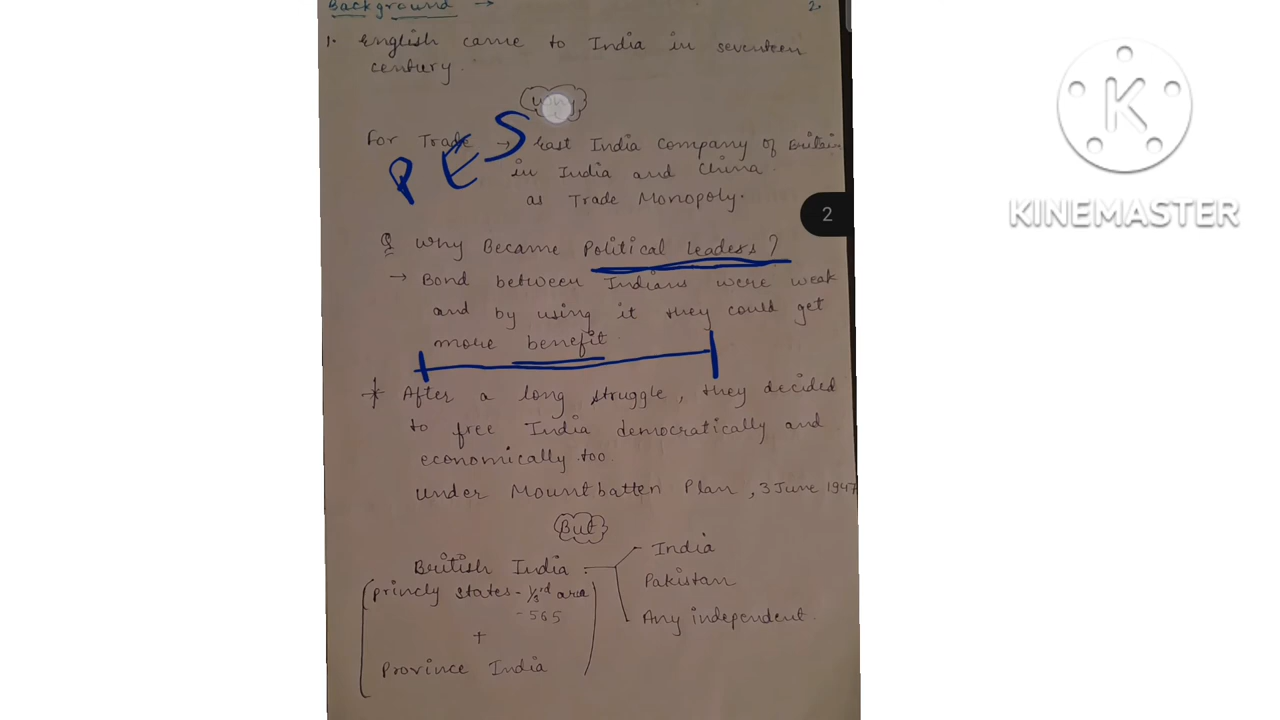 Background →
2.
1. English came to India in seventeen
century.
Why
For Trade → East India Company of Britain
in India and China.
as Trade Monopoly.
P E S
2
Q Why Became Political Leaders?
→ Bond between Indians were weak
and by using it they could get
more benefit.
* After a long struggle, they decided
to free India democratically and
economically too.
under Mountbatten Plan, 3 June 1947
But
British India :- India
Pakistan
Any independent.
(princly states - 1/3rd area
- 565
+
Province India
K
KINEMASTER